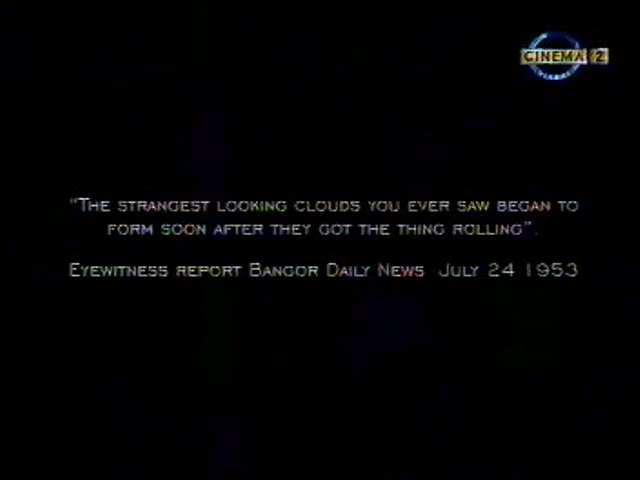 CINEMA 2
"THE STRANGEST LOOKING CLOUDS YOU EVER SAW BEGAN TO
FORM SOON AFTER THEY GOT THE THING ROLLING".
EYEWITNESS REPORT BANGOR DAILY NEWS JULY 24 1953